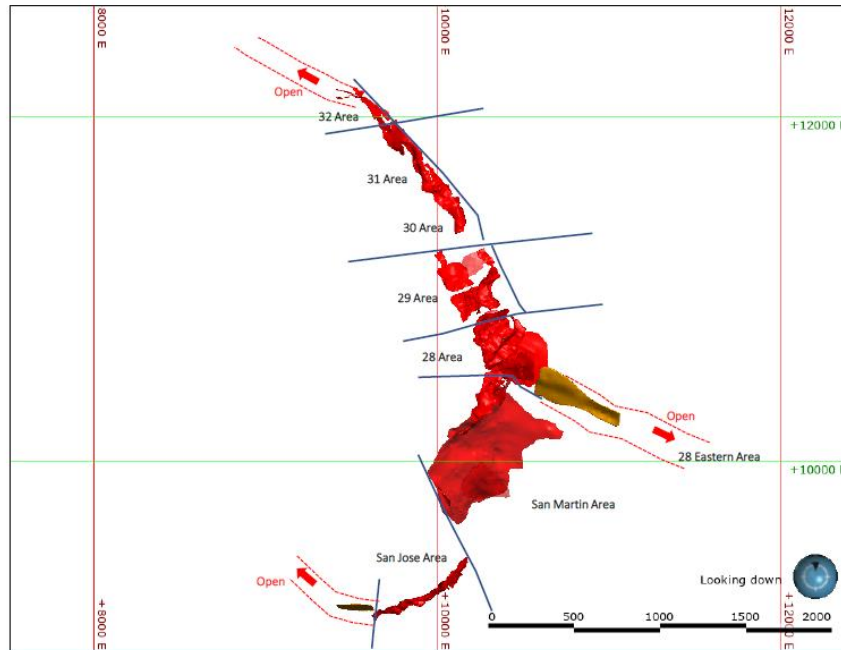 8000 E
10000 E
12000 E
Open
32 Area
+12000
31 Area
30 Area
29 Area
28 Area
Open
28 Eastern Area
+10000
San Martin Area
San Jose Area
Open
Looking down
0 500 1000 1500 2000
+8000 E
+10000
+12000 E